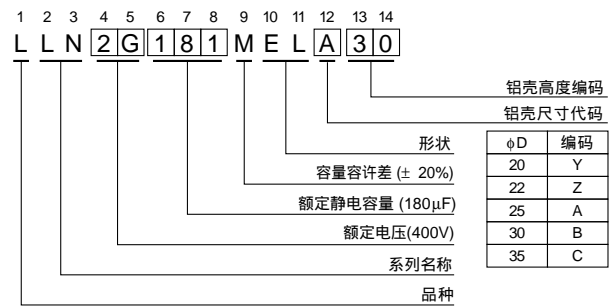 1 2 3 4 5 6 7 8 9 10 11 12 13 14
L L N 2 G 1 8 1 M E L A 3 0
铝壳高度编码
铝壳尺寸代码
形状
容量容许差 (± 20%)
额定静电容量 (180μF)
额定电压(400V)
系列名称
品种
φD 编码
20 Y
22 Z
25 A
30 B
35 C